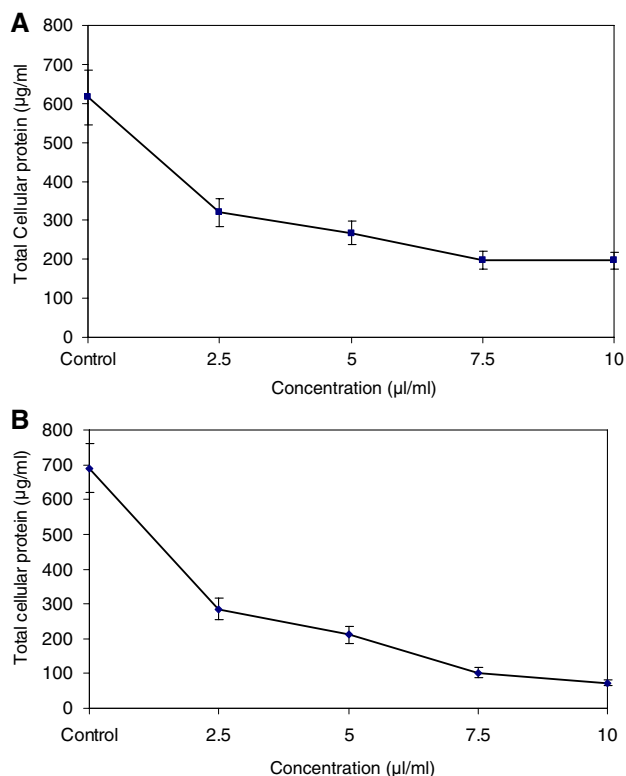 A
800
700
600
500
400
300
200
100
0
Total Cellular protein (µg/ml
Control 2.5 5 7.5 10
Concentration (µl/ml)
B
800
700
600
500
400
300
200
100
0
Total cellular protein (µg/ml)
Control 2.5 5 7.5 10
Concentration (µl/ml)